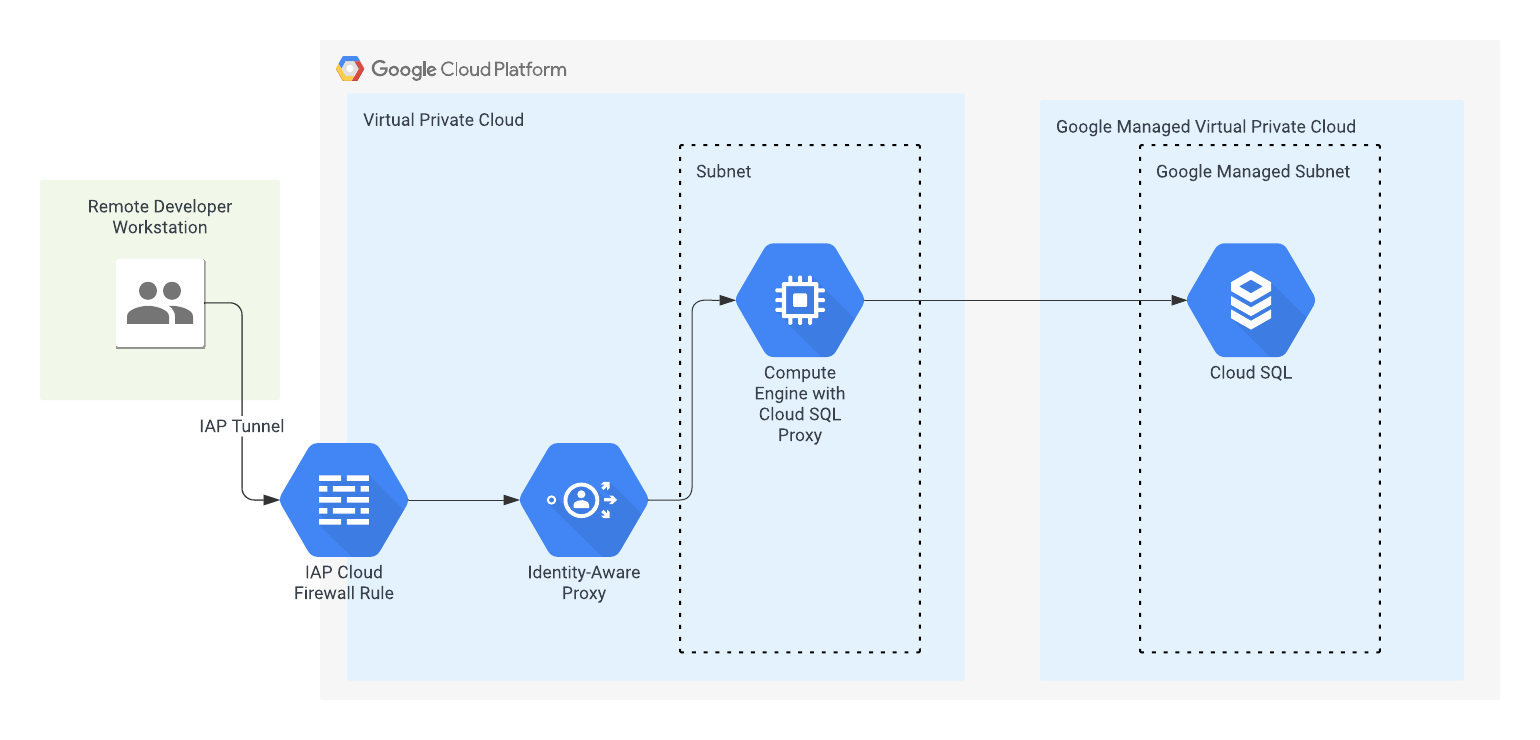 Google Cloud Platform
Virtual Private Cloud
Google Managed Virtual Private Cloud
Subnet
Google Managed Subnet
Remote Developer
Workstation
Compute
Engine with
Cloud SQL
Proxy
Cloud SQL
IAP Tunnel
IAP Cloud
Firewall Rule
Identity-Aware
Proxy